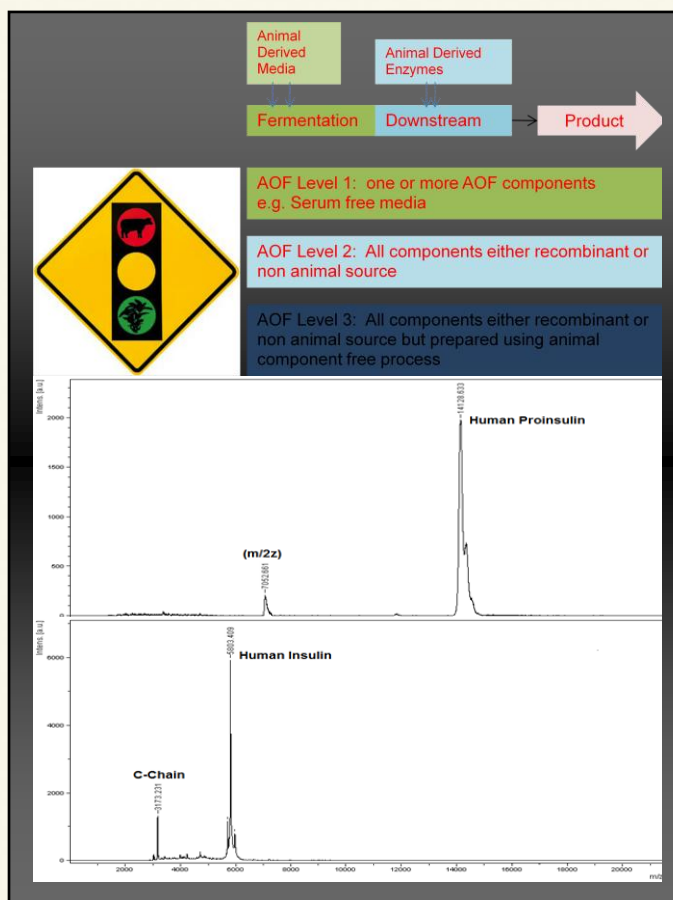 Animal
Derived
Media
Animal Derived
Enzymes
Fermentation
Downstream
Product
AOF Level 1: one or more AOF components
e.g. Serum free media
AOF Level 2: All components either recombinant or
non animal source
AOF Level 3: All components either recombinant or
non animal source but prepared using animal
component free process
Intens. [a.u.]
2000
1500
1000
500
0
(m/2z)
7052.661
14128.633
Human Proinsulin
Intens. [a.u.]
6000
4000
2000
0
C-Chain
3173.231
5803.409
Human Insulin
2000
4000
6000
8000
10000
12000
14000
16000
18000
20000
m/z